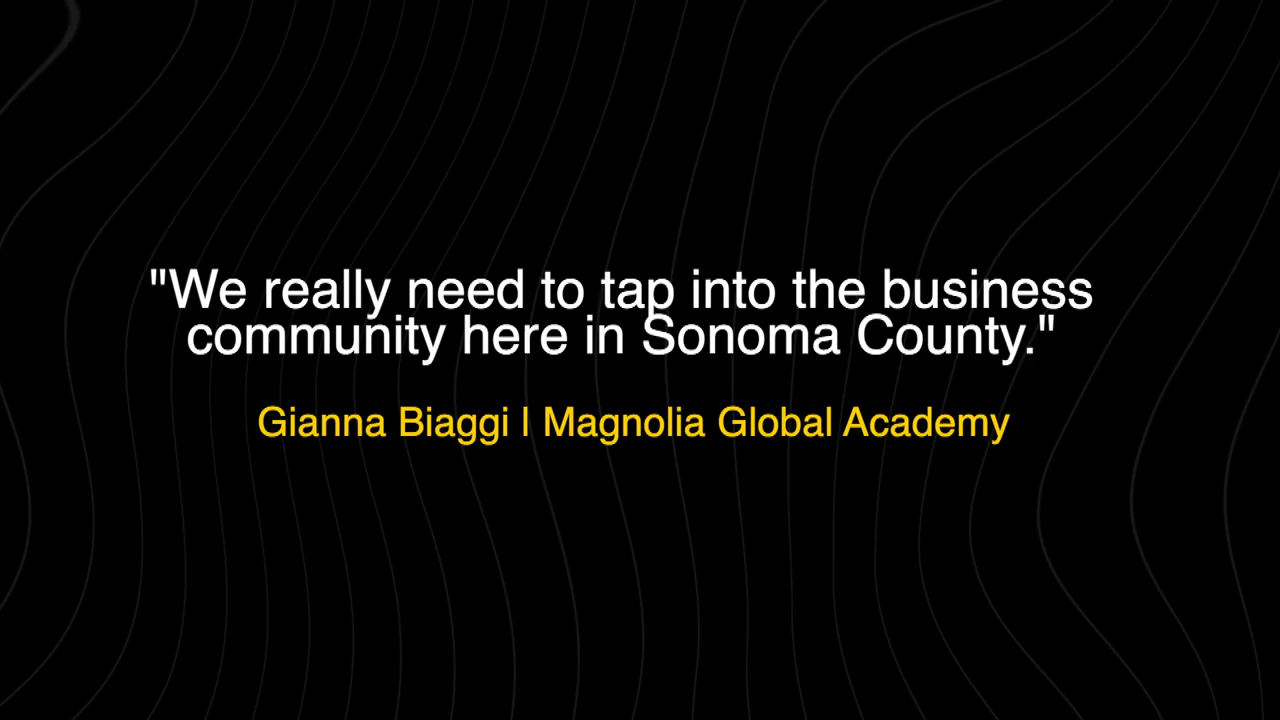 "We really need to tap into the business
community here in Sonoma County."
Gianna Biaggi | Magnolia Global Academy